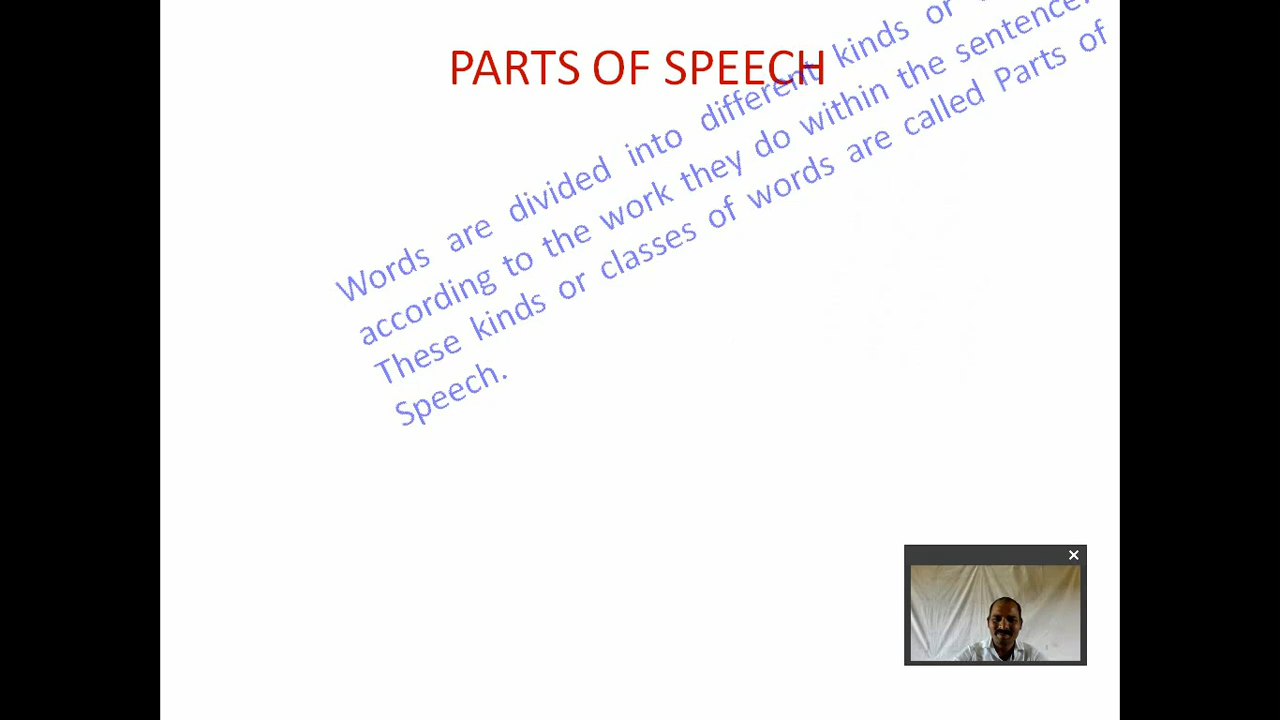 PARTS OF SPEECH
Words are divided into different kinds or
according to the work they do within the sentence.
These kinds or classes of words are called Parts of
Speech.